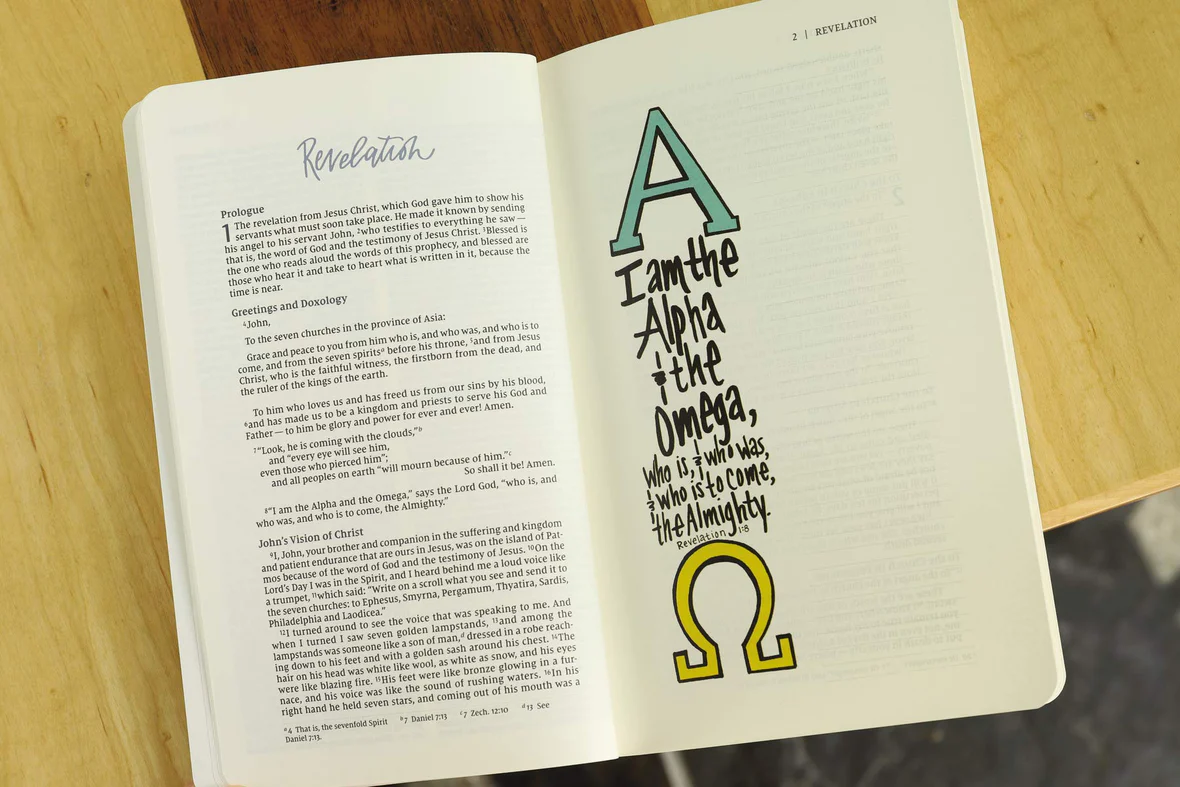 Revelation
Prologue
1 The revelation from Jesus Christ, which God gave him to show his
servants what must soon take place. He made it known by sending
his angel to his servant John, 2who testifies to everything he saw—
that is, the word of God and the testimony of Jesus Christ. 3Blessed is
the one who reads aloud the words of this prophecy, and blessed are
those who hear it and take to heart what is written in it, because the
time is near.
Greetings and Doxology
4John,
To the seven churches in the province of Asia:
Grace and peace to you from him who is, and who was, and who is to
come, and from the seven spiritsa before his throne, 5and from Jesus
Christ, who is the faithful witness, the firstborn from the dead, and
the ruler of the kings of the earth.
To him who loves us and has freed us from our sins by his blood,
6and has made us to be a kingdom and priests to serve his God and
Father—to him be glory and power for ever and ever! Amen.
7“Look, he is coming with the clouds,”b
and “every eye will see him,
even those who pierced him”;
and all peoples on earth “will mourn because of him.”c
So shall it be! Amen.
8“I am the Alpha and the Omega,” says the Lord God, “who is, and
who was, and who is to come, the Almighty.”
John’s Vision of Christ
9I, John, your brother and companion in the suffering and kingdom
and patient endurance that are ours in Jesus, was on the island of Pat-
mos because of the word of God and the testimony of Jesus. 10On the
Lord’s Day I was in the Spirit, and I heard behind me a loud voice like
a trumpet, 11which said: “Write on a scroll what you see and send it to
the seven churches: to Ephesus, Smyrna, Pergamum, Thyatira, Sardis,
Philadelphia and Laodicea.”
12I turned around to see the voice that was speaking to me. And
when I turned I saw seven golden lampstands, 13and among the
lampstands was someone like a son of man,d dressed in a robe reach-
ing down to his feet and with a golden sash around his chest. 14The
hair on his head was white like wool, as white as snow, and his eyes
were like blazing fire. 15His feet were like bronze glowing in a fur-
nace, and his voice was like the sound of rushing waters. 16In his
right hand he held seven stars, and coming out of his mouth was a
a4 That is, the sevenfold Spirit b7 Daniel 7:13 c7 Zech. 12:10 d13 See
Daniel 7:13.
2 | REVELATION
A
I am the
Alpha
& the
Omega,
who is, & who was,
& who is to come,
the Almighty.
Revelation 1:8
Ω